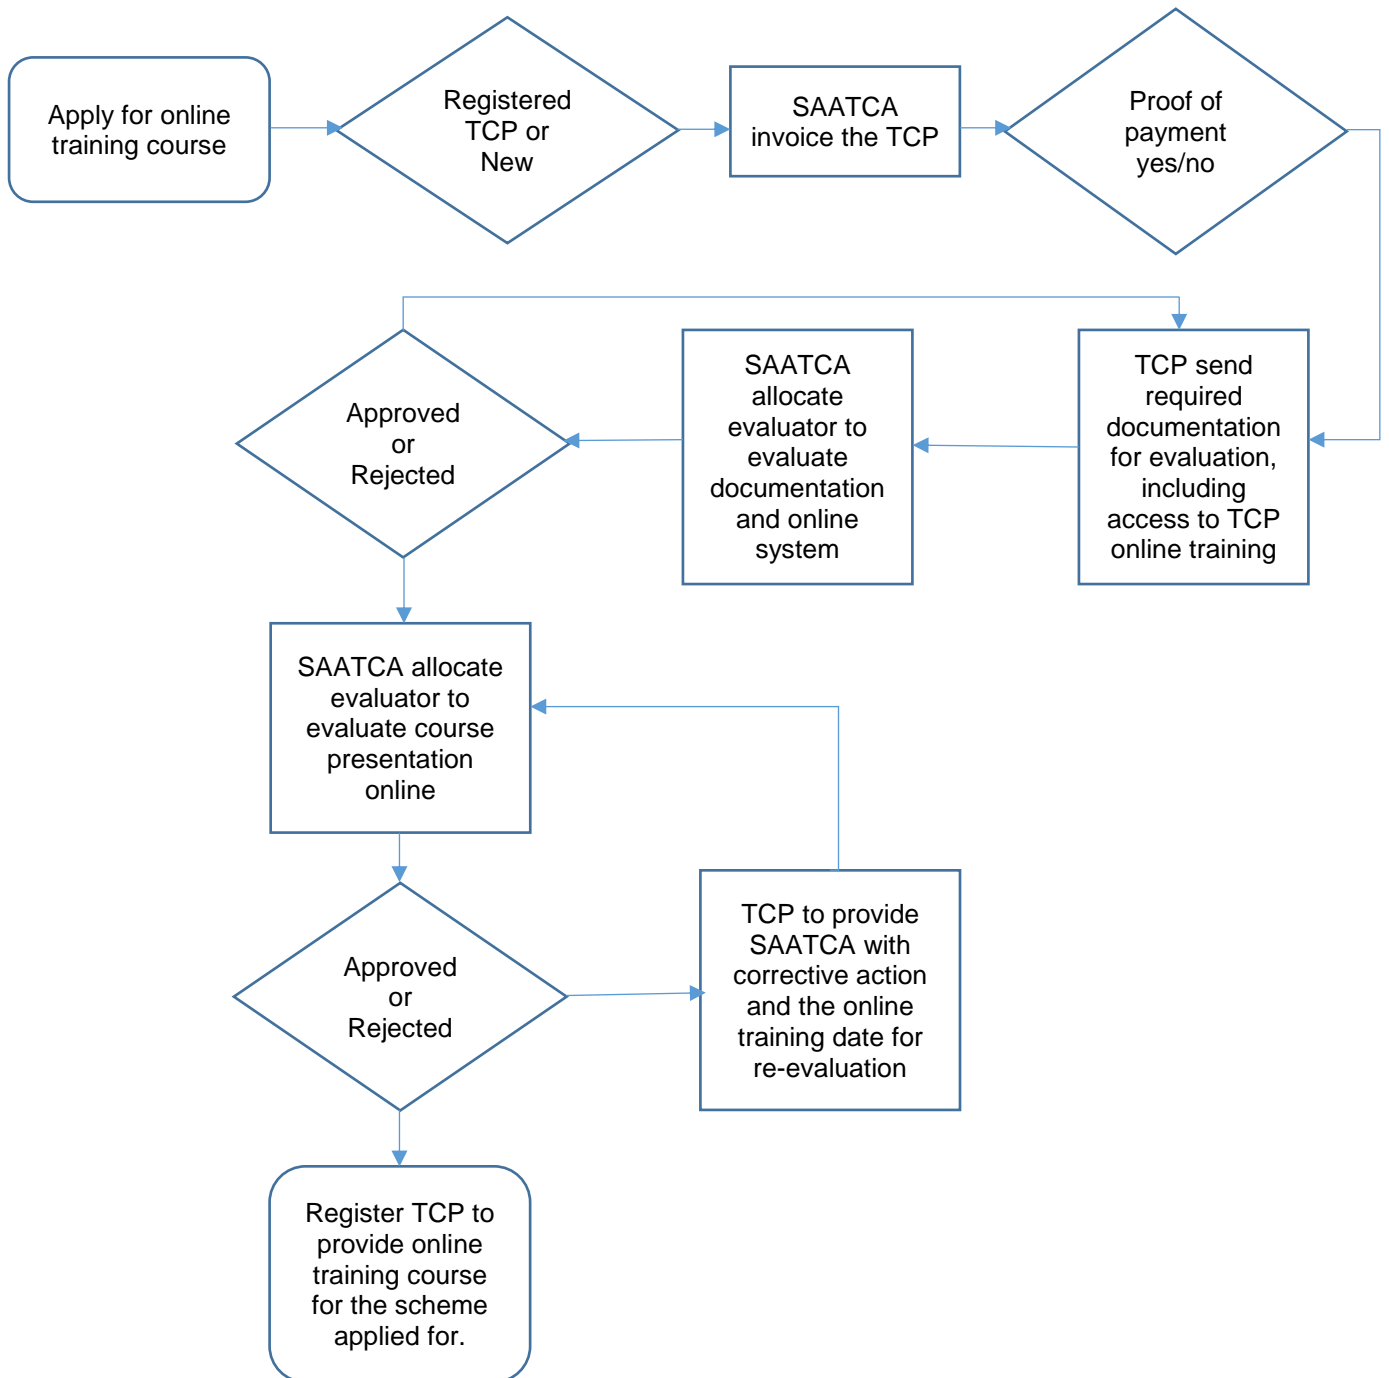 Apply for online
training course
Registered
TCP or
New
SAATCA
invoice the TCP
Proof of
payment
yes/no
TCP send
required
documentation
for evaluation,
including
access to TCP
online training
SAATCA
allocate
evaluator to
evaluate
documentation
and online
system
Approved
or
Rejected
SAATCA allocate
evaluator to
evaluate course
presentation
online
Approved
or
Rejected
TCP to provide
SAATCA with
corrective action
and the online
training date for
re-evaluation
Register TCP to
provide online
training course
for the scheme
applied for.